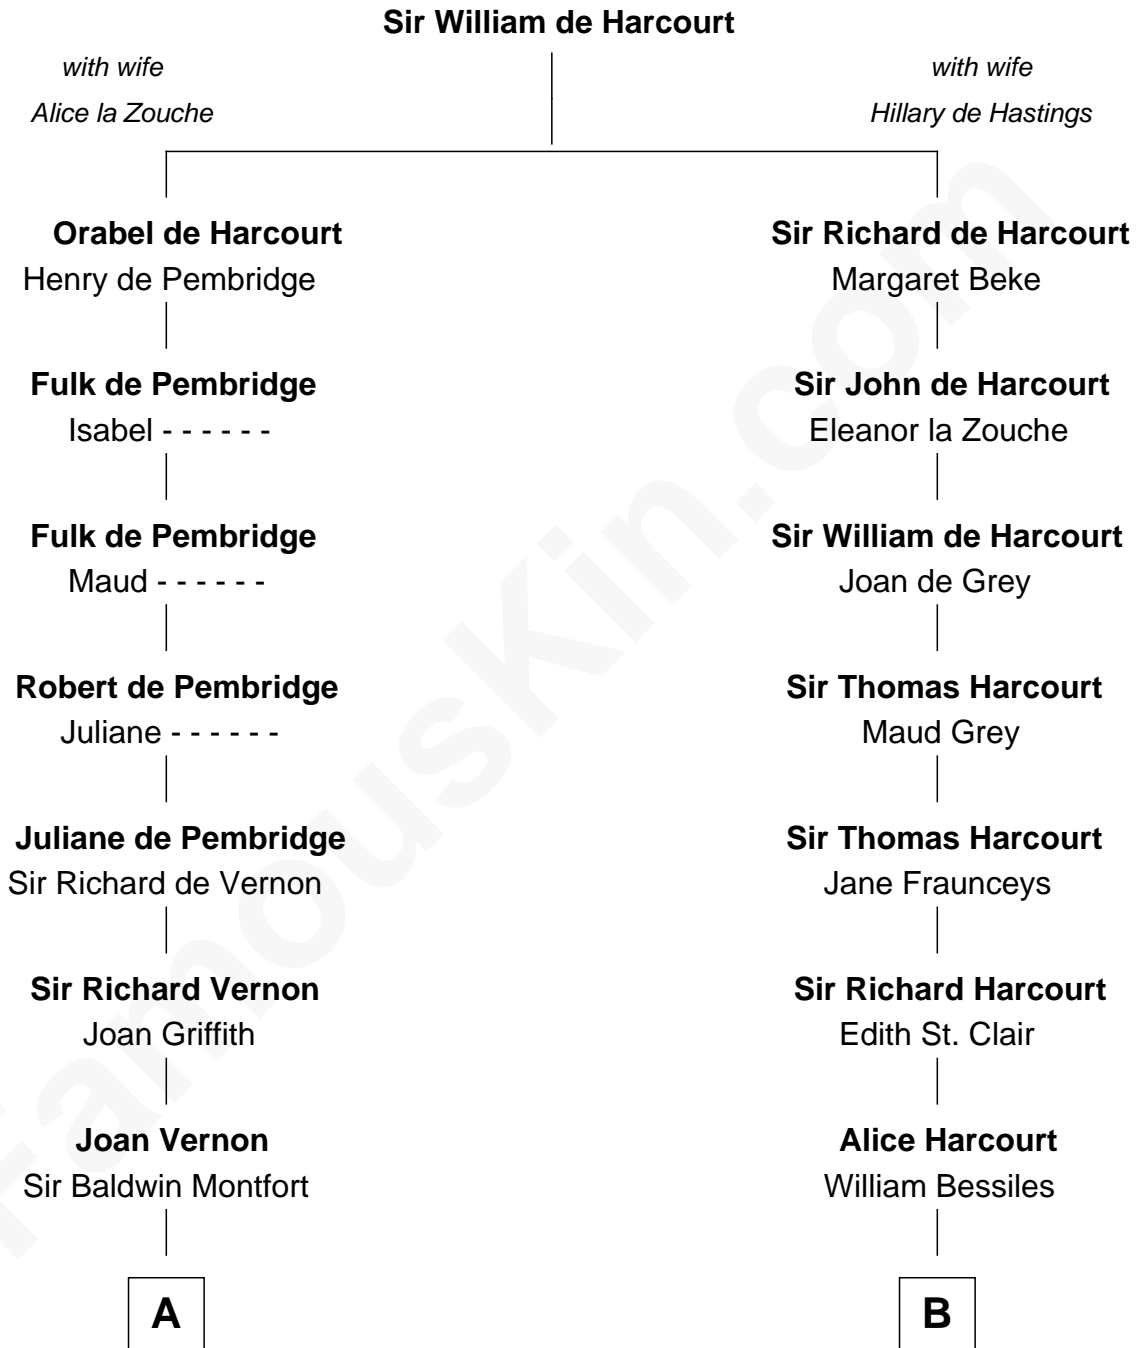 Sir William de Harcourt
with wife
Alice la Zouche
with wife
Hillary de Hastings
Orabel de Harcourt
Henry de Pembridge
Sir Richard de Harcourt
Margaret Beke
Fulk de Pembridge
Isabel - - - - - -
Sir John de Harcourt
Eleanor la Zouche
Fulk de Pembridge
Maud - - - - - -
Sir William de Harcourt
Joan de Grey
Robert de Pembridge
Juliane - - - - - -
Sir Thomas Harcourt
Maud Grey
Juliane de Pembridge
Sir Richard de Vernon
Sir Thomas Harcourt
Jane Fraunceys
Sir Richard Vernon
Joan Griffith
Sir Richard Harcourt
Edith St. Clair
Joan Vernon
Sir Baldwin Montfort
Alice Harcourt
William Bessiles
A
B
FamousKin.com